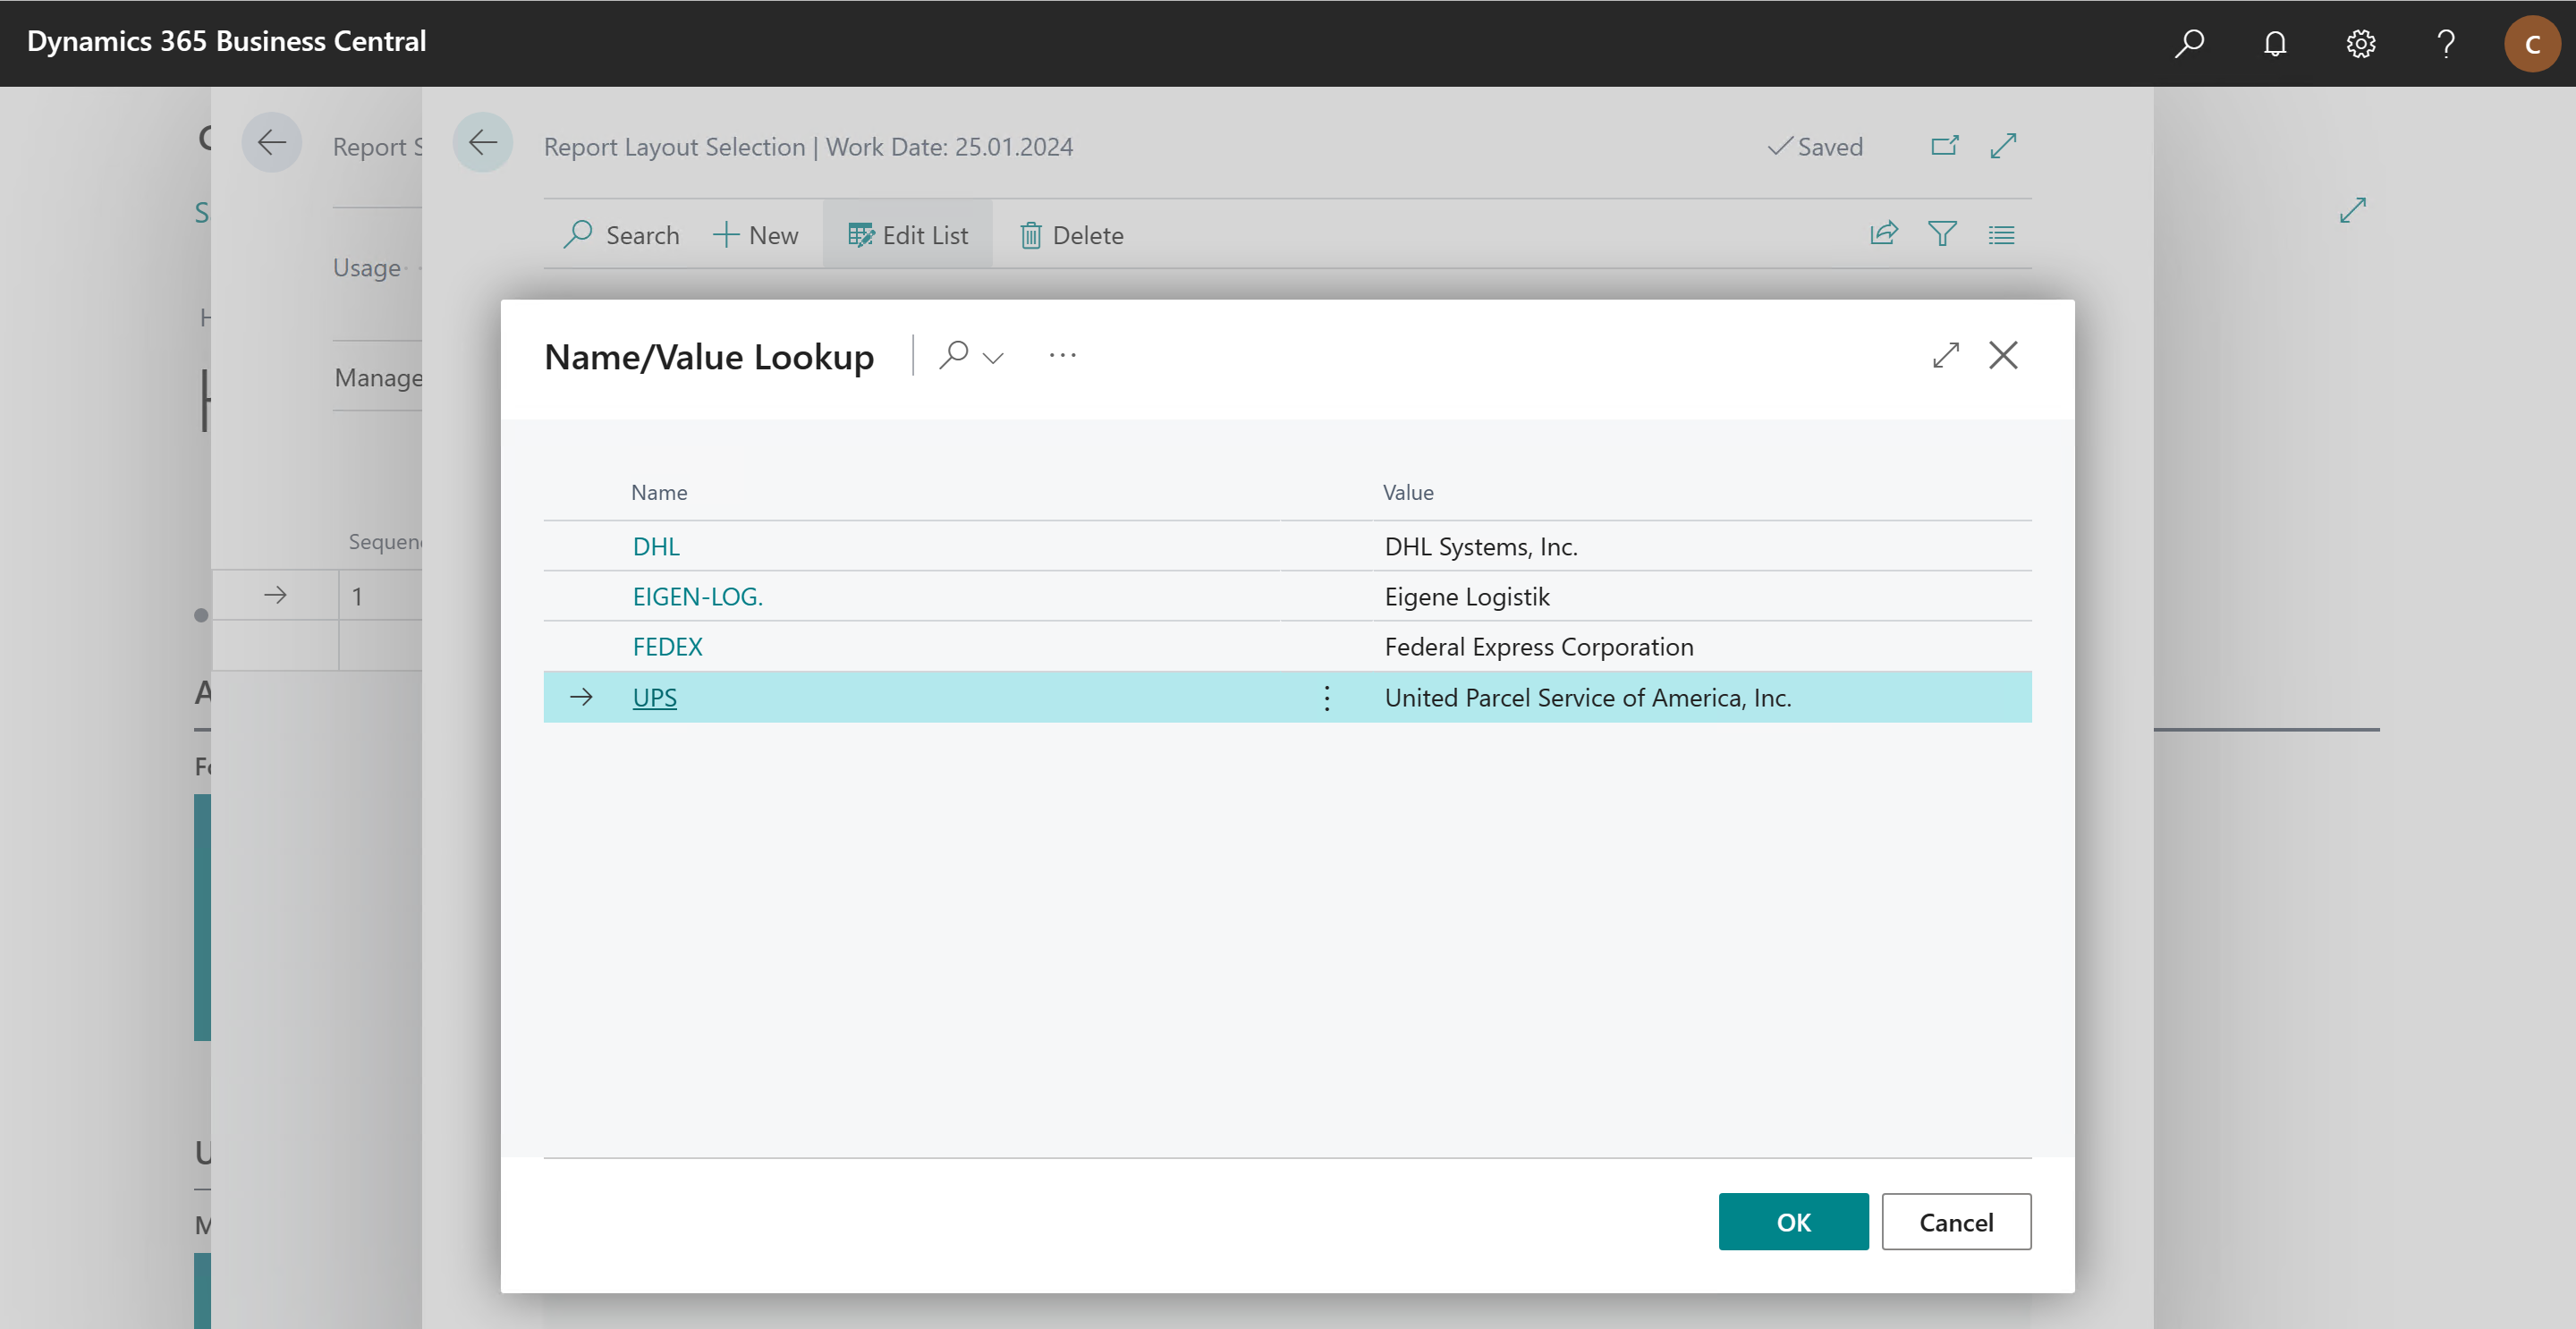 Dynamics 365 Business Central
C
Report
Report Layout Selection | Work Date: 25.01.2024
Saved
Search
New
Edit List
Delete
Usage
Manage
1
Name/Value Lookup
Name Value
DHL DHL Systems, Inc.
EIGEN-LOG. Eigene Logistik
FEDEX Federal Express Corporation
UPS United Parcel Service of America, Inc.
OK
Cancel